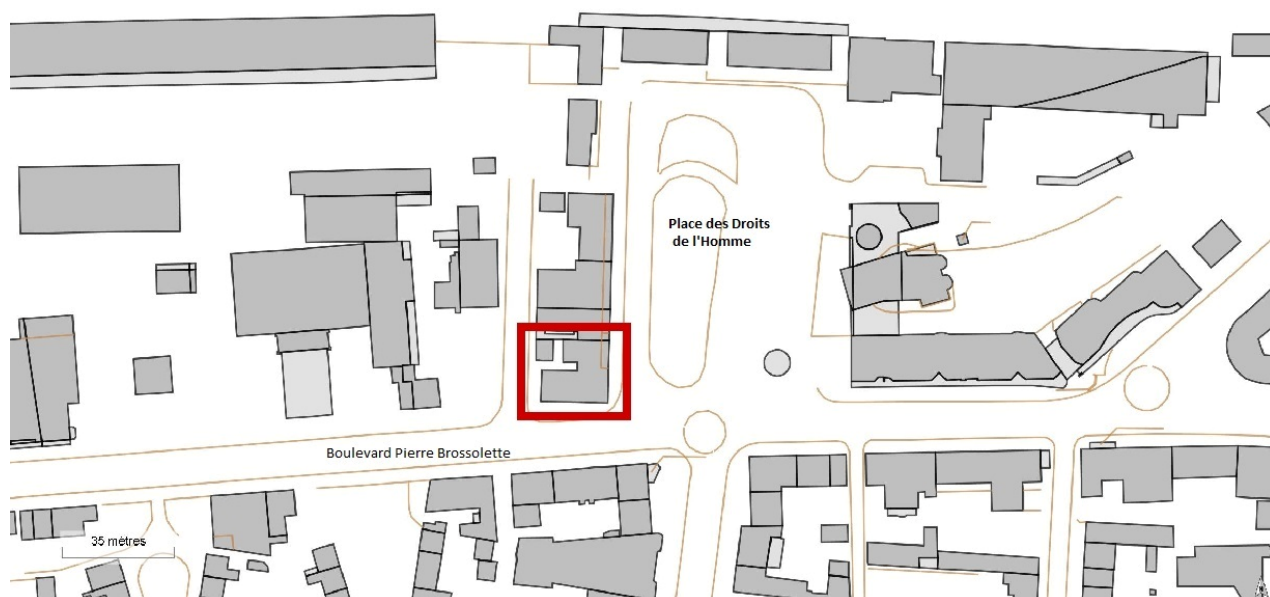 Place des Droits
de l'Homme
Boulevard Pierre Brossolette
35 mètres